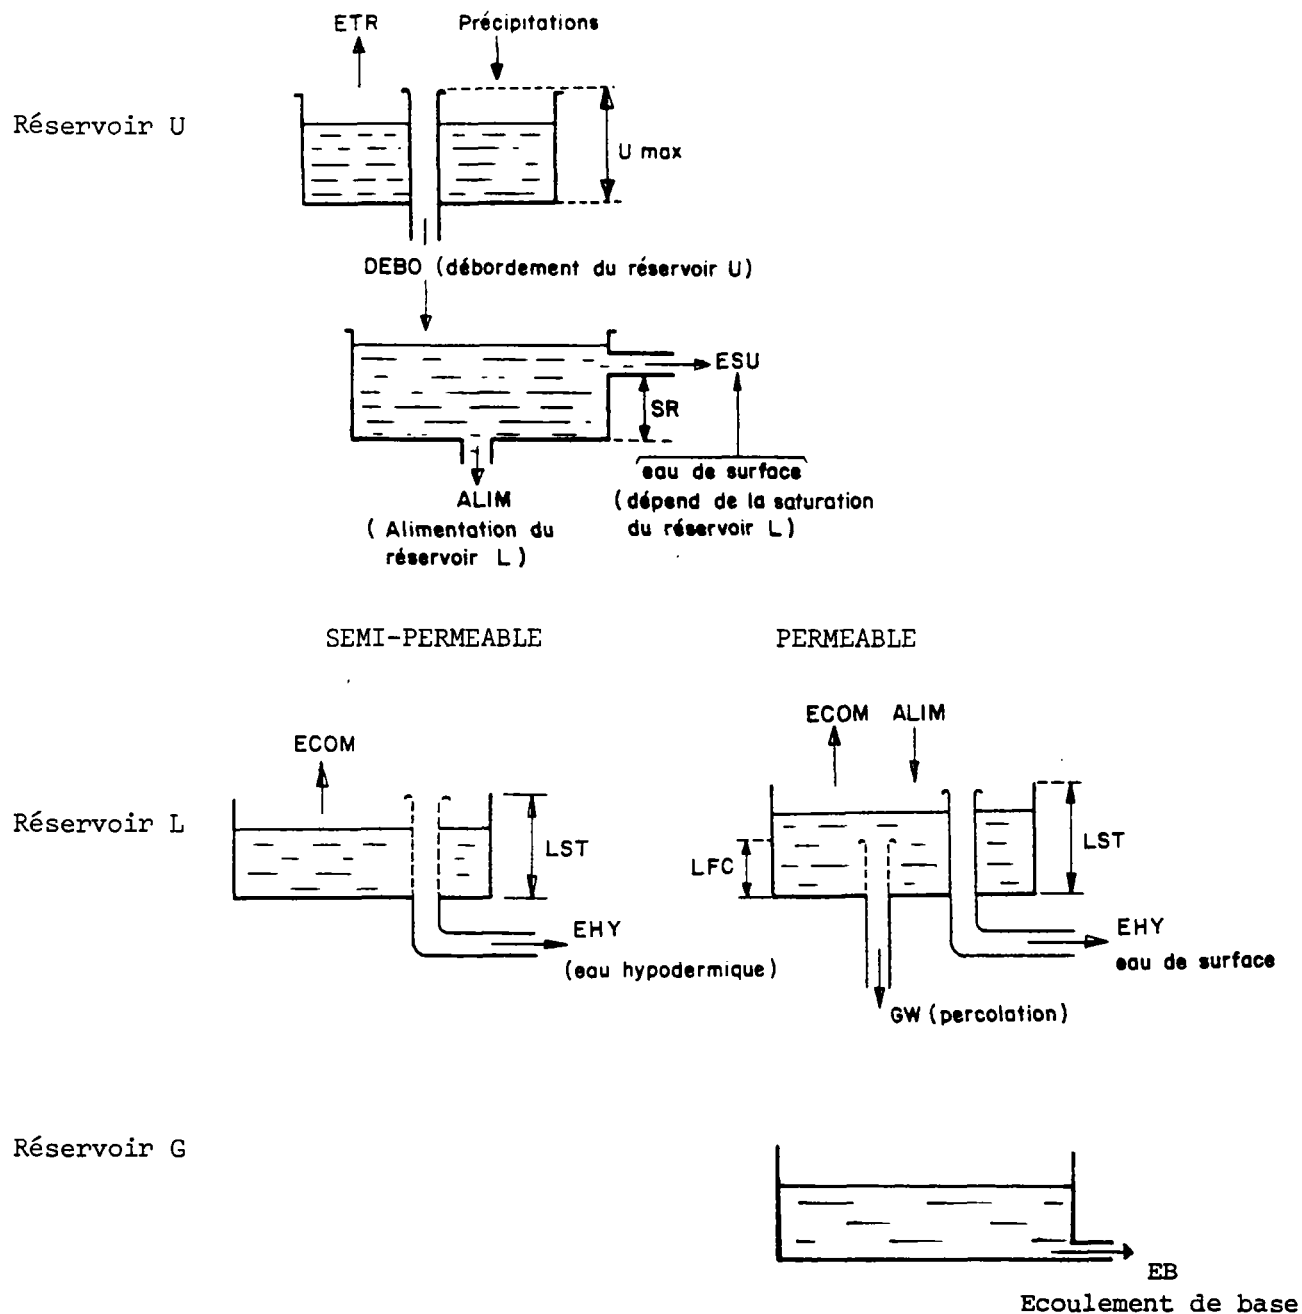 ETR
Précipitations
Réservoir U
U max
DEBO (débordement du réservoir U)
ESU
SR
eau de surface
(dépend de la saturation
du réservoir L)
ALIM
( Alimentation du
réservoir L )
SEMI-PERMEABLE
PERMEABLE
ECOM
ECOM
ALIM
Réservoir L
LST
LFC
LST
EHY
(eau hypodermique)
EHY
eau de surface
GW (percolation)
Réservoir G
EB
Ecoulement de base